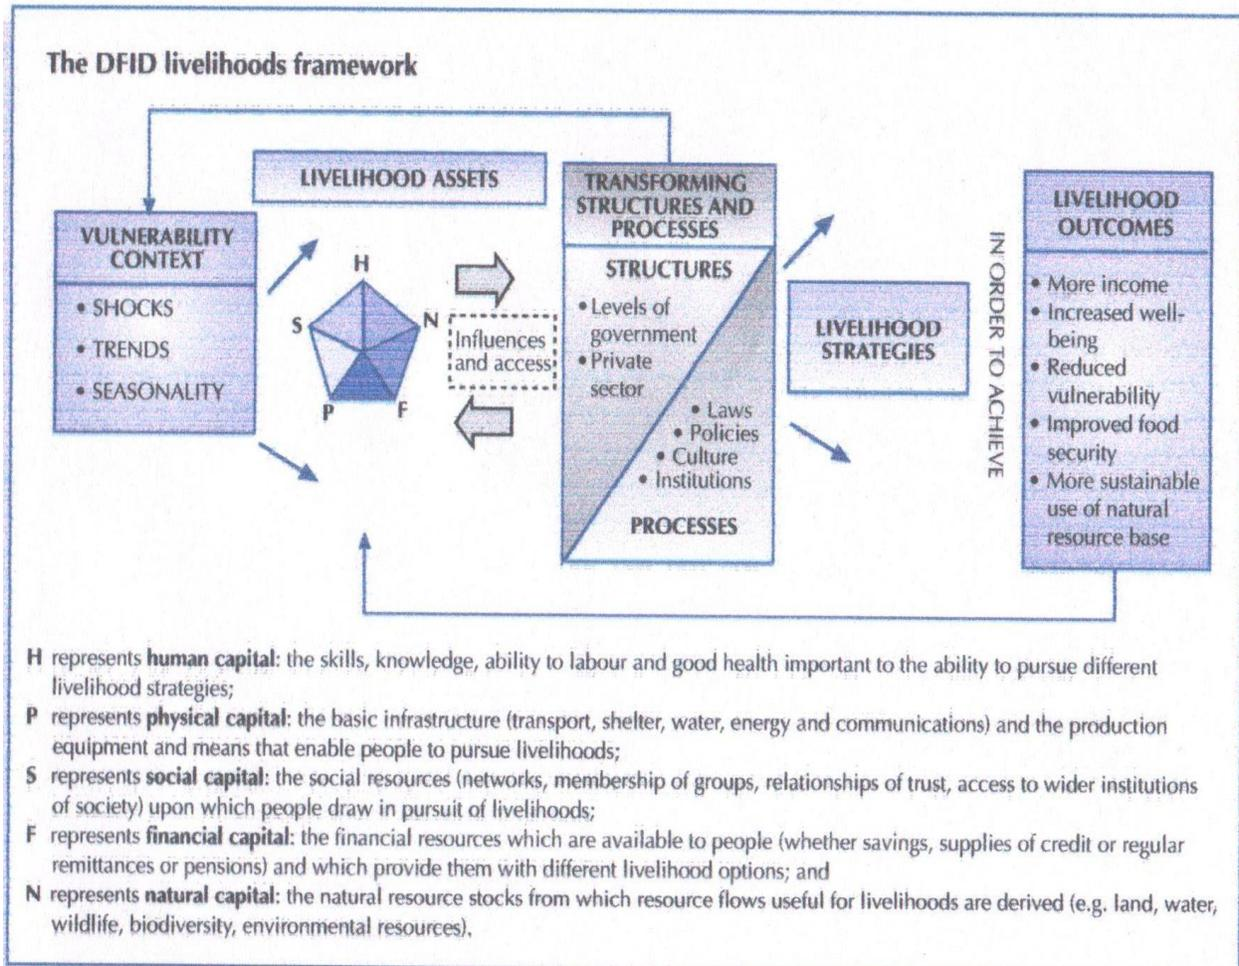 The DFID livelihoods framework
LIVELIHOOD ASSETS
VULNERABILITY
CONTEXT
• SHOCKS
• TRENDS
• SEASONALITY
H
S
N
P
F
Influences
and access
TRANSFORMING
STRUCTURES AND
PROCESSES
STRUCTURES
• Levels of
government
• Private
sector
• Laws
• Policies
• Culture
• Institutions
PROCESSES
LIVELIHOOD
STRATEGIES
IN ORDER TO ACHIEVE
LIVELIHOOD
OUTCOMES
• More income
• Increased well-
being
• Reduced
vulnerability
• Improved food
security
• More sustainable
use of natural
resource base
H represents human capital: the skills, knowledge, ability to labour and good health important to the ability to pursue different
livelihood strategies;
P represents physical capital: the basic infrastructure (transport, shelter, water, energy and communications) and the production
equipment and means that enable people to pursue livelihoods;
S represents social capital: the social resources (networks, membership of groups, relationships of trust, access to wider institutions
of society) upon which people draw in pursuit of livelihoods;
F represents financial capital: the financial resources which are available to people (whether savings, supplies of credit or regular
remittances or pensions) and which provide them with different livelihood options; and
N represents natural capital: the natural resource stocks from which resource flows useful for livelihoods are derived (e.g. land, water,
wildlife, biodiversity, environmental resources).